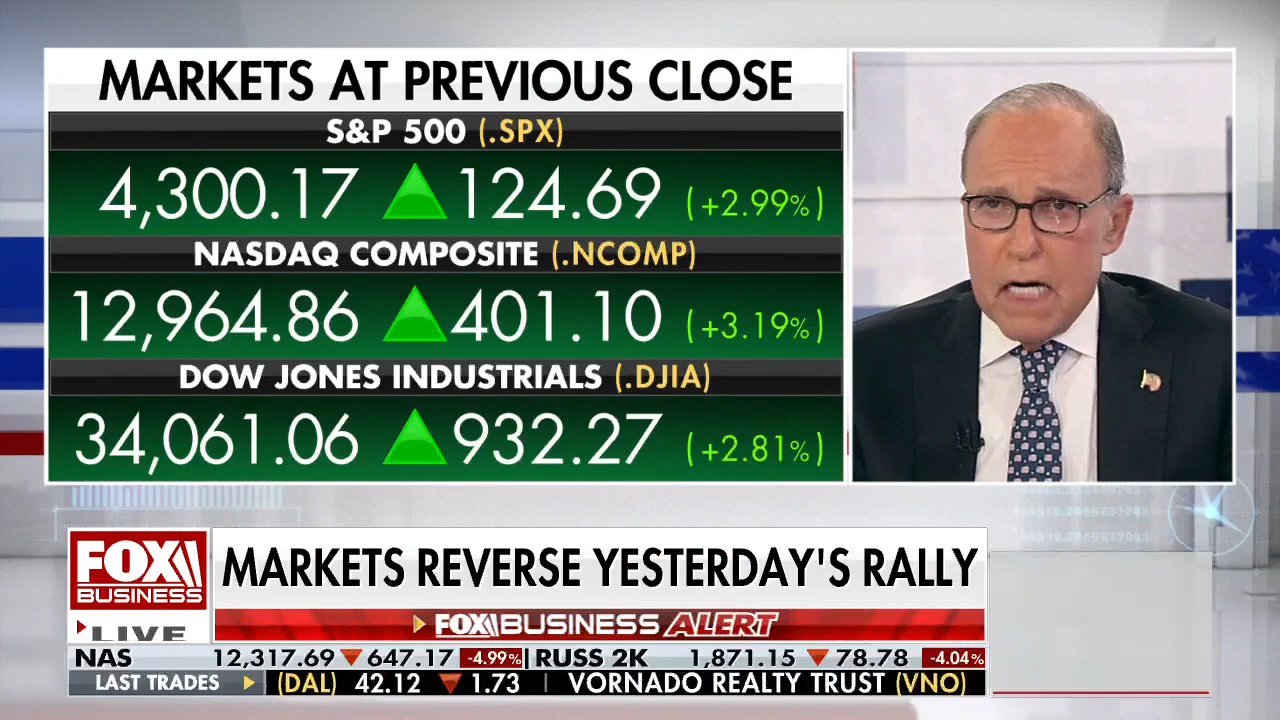 MARKETS AT PREVIOUS CLOSE
S&P 500 (.SPX)
4,300.17 ▲ 124.69 (+2.99%)
NASDAQ COMPOSITE (.NCOMP)
12,964.86 ▲ 401.10 (+3.19%)
DOW JONES INDUSTRIALS (.DJIA)
34,061.06 ▲ 932.27 (+2.81%)
FOX BUSINESS
MARKETS REVERSE YESTERDAY'S RALLY
LIVE
FOX BUSINESS ALERT
NAS 12,317.69 ▼ 647.17 -4.99% RUSS 2K 1,871.15 ▼ 78.78 -4.04%
LAST TRADES (DAL) 42.12 ▼ 1.73 | VORNADO REALTY TRUST (VNO)